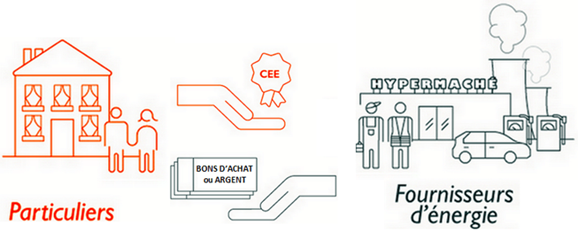 CEE
HYPERMACHÉ
BONS D'ACHAT
ou ARGENT
Particuliers
Fournisseurs
d'énergie